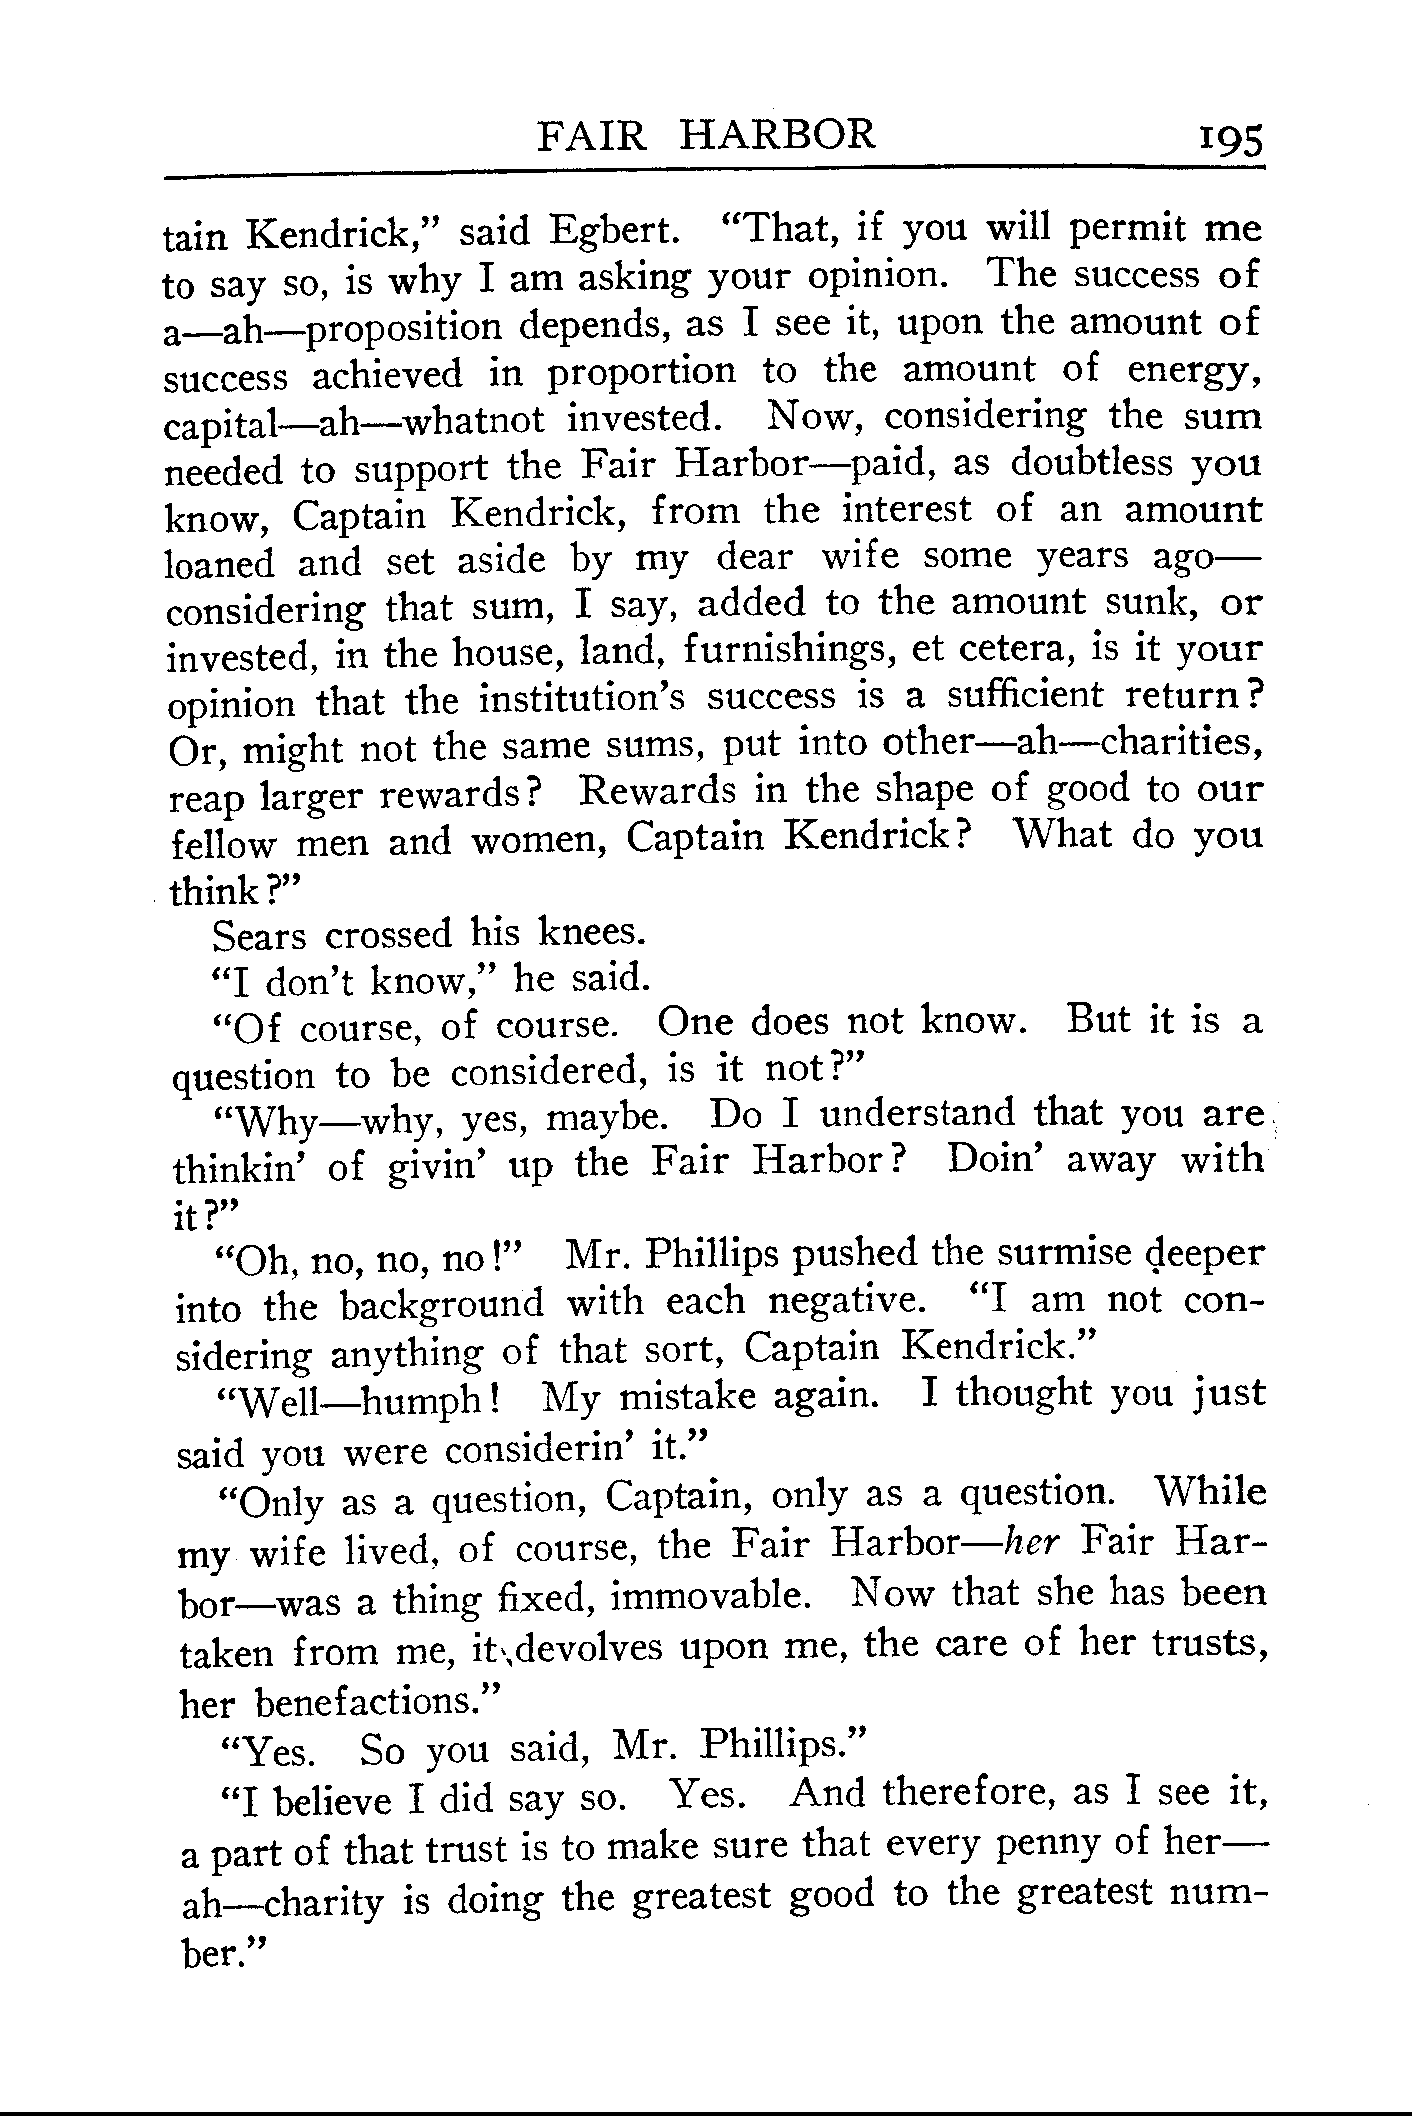 FAIR HARBOR 195
tain Kendrick,” said Egbert. “That, if you will permit me
to say so, is why I am asking your opinion. The success of
a—ah—proposition depends, as I see it, upon the amount of
success achieved in proportion to the amount of energy,
capital—ah—whatnot invested. Now, considering the sum
needed to support the Fair Harbor—paid, as doubtless you
know, Captain Kendrick, from the interest of an amount
loaned and set aside by my dear wife some years ago—
considering that sum, I say, added to the amount sunk, or
invested, in the house, land, furnishings, et cetera, is it your
opinion that the institution’s success is a sufficient return?
Or, might not the same sums, put into other—ah—charities,
reap larger rewards? Rewards in the shape of good to our
fellow men and women, Captain Kendrick? What do you
think?”
Sears crossed his knees.
“I don’t know,” he said.
“Of course, of course. One does not know. But it is a
question to be considered, is it not?”
“Why—why, yes, maybe. Do I understand that you are
thinkin’ of givin’ up the Fair Harbor? Doin’ away with
it?”
“Oh, no, no, no!” Mr. Phillips pushed the surmise deeper
into the background with each negative. “I am not con-
sidering anything of that sort, Captain Kendrick.”
“Well—humph! My mistake again. I thought you just
said you were considerin’ it.”
“Only as a question, Captain, only as a question. While
my wife lived, of course, the Fair Harbor—her Fair Har-
bor—was a thing fixed, immovable. Now that she has been
taken from me, it devolves upon me, the care of her trusts,
her benefactions.”
“Yes. So you said, Mr. Phillips.”
“I believe I did say so. Yes. And therefore, as I see it,
a part of that trust is to make sure that every penny of her—
ah—charity is doing the greatest good to the greatest num-
ber.”